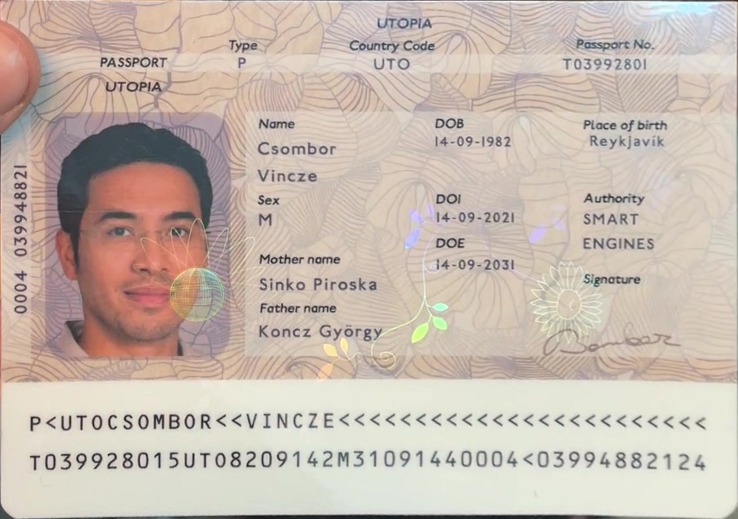 UTOPIA
PASSPORT
UTOPIA
Type
P
Country Code
UTO
Passport No.
T03992801
Name
Csombor
Vincze
Sex
M
Mother name
Sinko Piroska
Father name
Koncz György
DOB
14-09-1982
DOI
14-09-2021
DOE
14-09-2031
Place of birth
Reykjavík
Authority
SMART
ENGINES
Signature
0004 039948821
P<UTOCSOMBOR<<VINCZE<<<<<<<<<<<<<<<<<<<<<<<<
T039928015UTO8209142M31091440004<03994882124